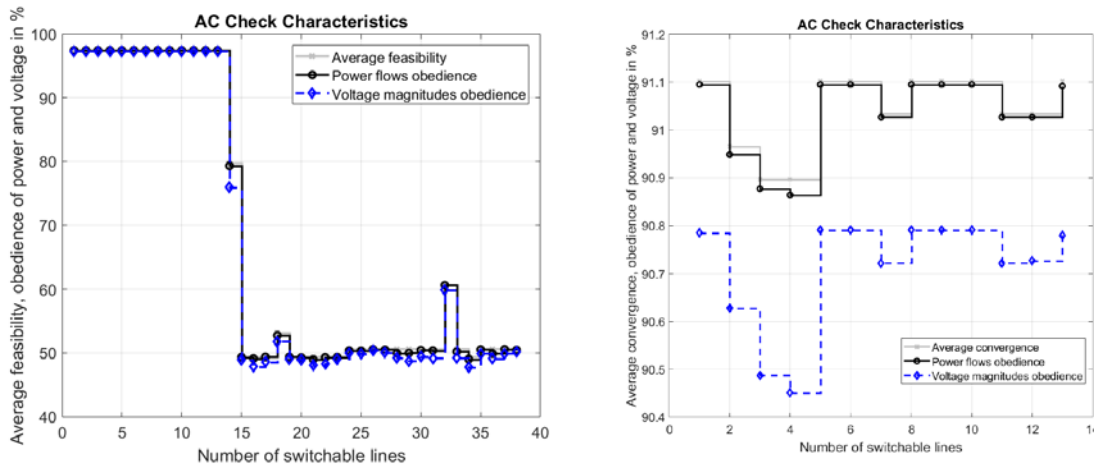 AC Check Characteristics
Average feasibility, obedience of power and voltage in %
100
90
80
70
60
50
40
Average feasibility
Power flows obedience
Voltage magnitudes obedience
0 5 10 15 20 25 30 35 40
Number of switchable lines
AC Check Characteristics
Average convergence, obedience of power and voltage in %
91.2
91.1
91
90.9
90.8
90.7
90.6
90.5
90.4
Average convergence
Power flows obedience
Voltage magnitudes obedience
0 2 4 6 8 10 12 14
Number of switchable lines